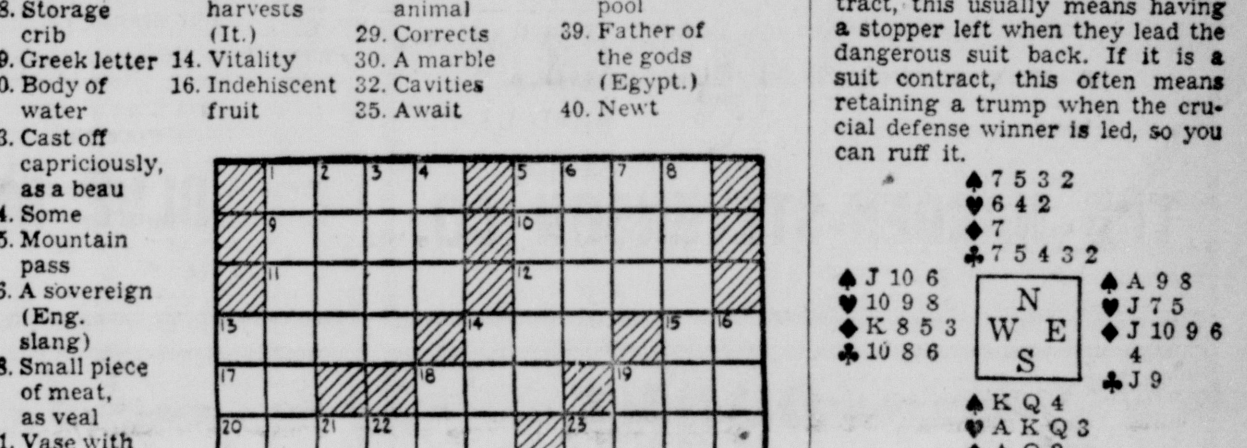 8. Storage
crib
9. Greek letter
0. Body of
water
3. Cast off
capriciously,
as a beau
4. Some
5. Mountain
pass
6. A sovereign
(Eng.
slang)
8. Small piece
of meat,
as veal
1. Vase with
harvests
(It.)
14. Vitality
16. Indehiscent
fruit
animal
29. Corrects
30. A marble
32. Cavities
35. Await
pool
39. Father of
the gods
(Egypt.)
40. Newt
1 2 3 4 5 6 7 8
9 10
11 12
13 14 15 16
17 18 19
20 21 22 23
tract, this usually means having
a stopper left when they lead the
dangerous suit back. If it is a
suit contract, this often means
retaining a trump when the cru-
cial defense winner is led, so you
can ruff it.
♠ 7 5 3 2
♥ 6 4 2
♦ 7
♣ 7 5 4 3 2
♠ J 10 6
♥ 10 9 8
♦ K 8 5 3
♣ 10 8 6
N
W E
S
♠ A 9 8
♥ J 7 5
♦ J 10 9 6
4
♣ J 9
♠ K Q 4
♥ A K Q 3